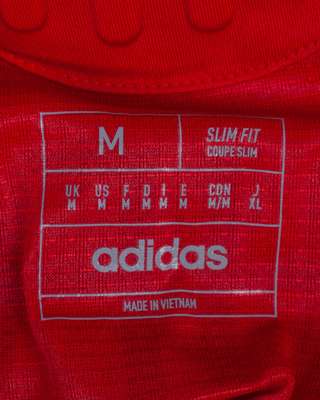 M
SLIM FIT
COUPE SLIM
UK US F D I E CDN J
M M M M M M M/M XL
adidas
MADE IN VIETNAM